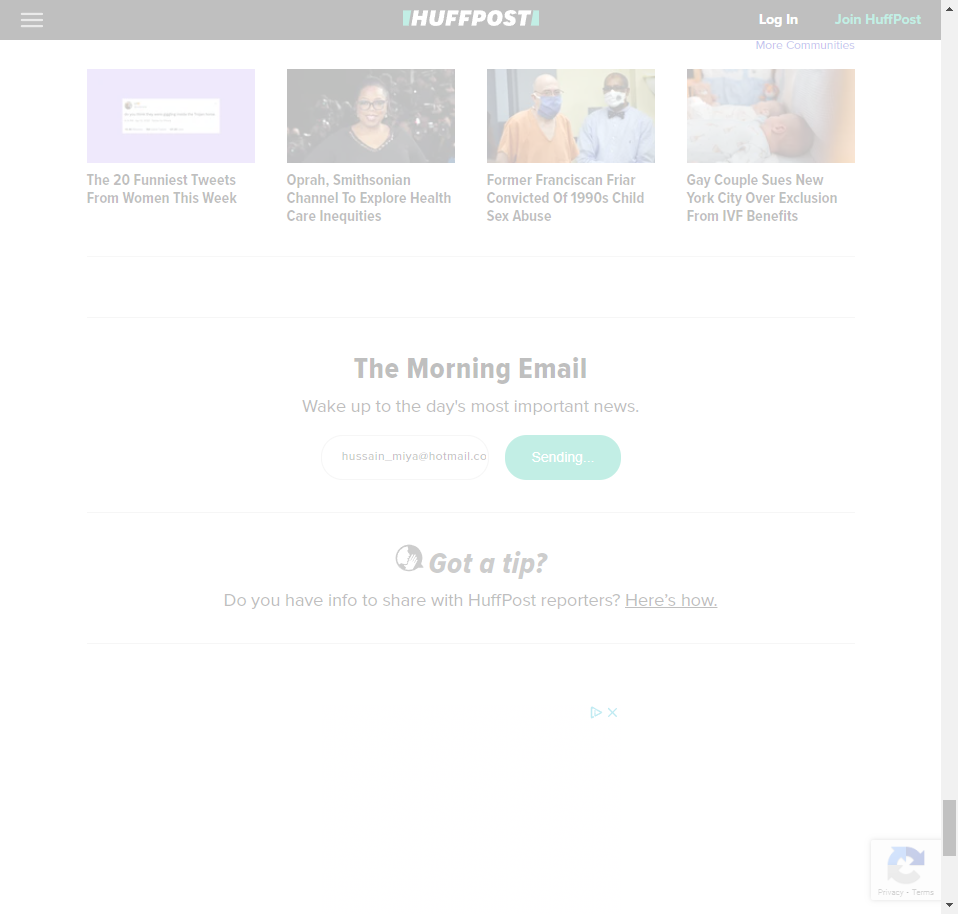 HUFFPOST
Log In
Join HuffPost
More Communities
The 20 Funniest Tweets
From Women This Week
Oprah, Smithsonian
Channel To Explore Health
Care Inequities
Former Franciscan Friar
Convicted Of 1990s Child
Sex Abuse
Gay Couple Sues New
York City Over Exclusion
From IVF Benefits
The Morning Email
Wake up to the day's most important news.
hussain_miya@hotmail.co
Sending...
Got a tip?
Do you have info to share with HuffPost reporters? Here's how.
Privacy - Terms